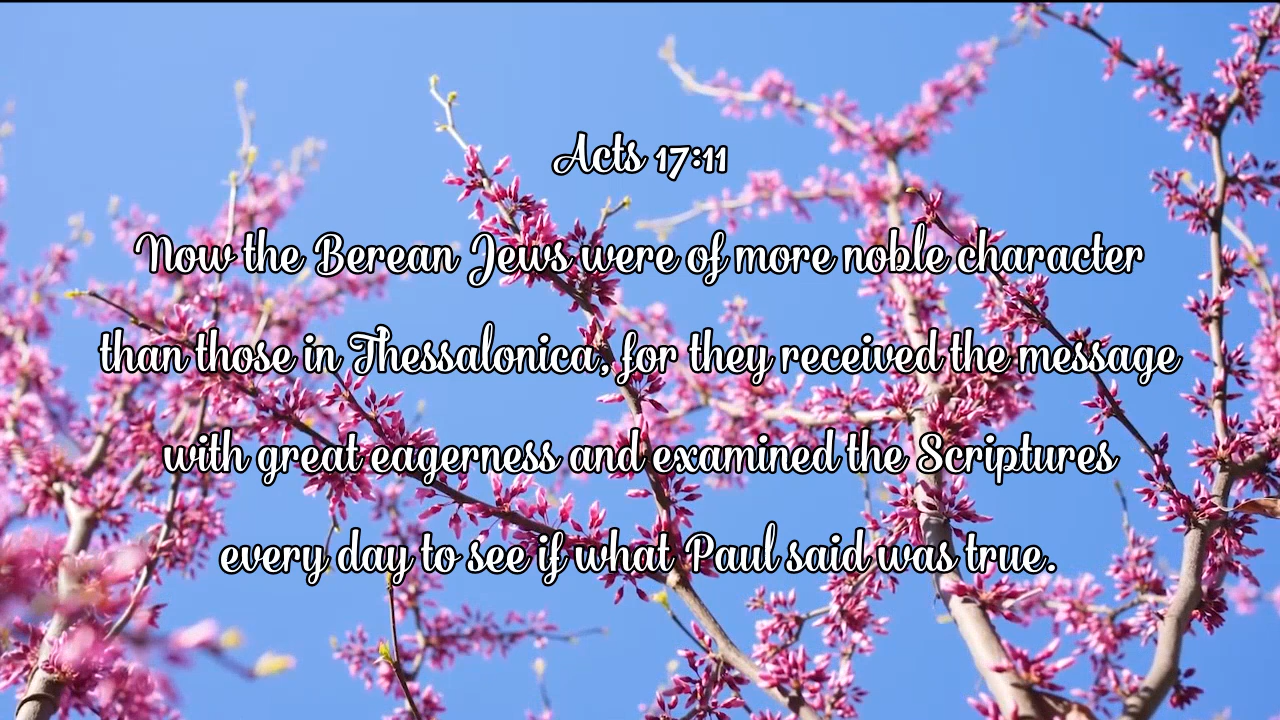 Acts 17:11
Now the Berean Jews were of more noble character
than those in Thessalonica, for they received the message
with great eagerness and examined the Scriptures
every day to see if what Paul said was true.